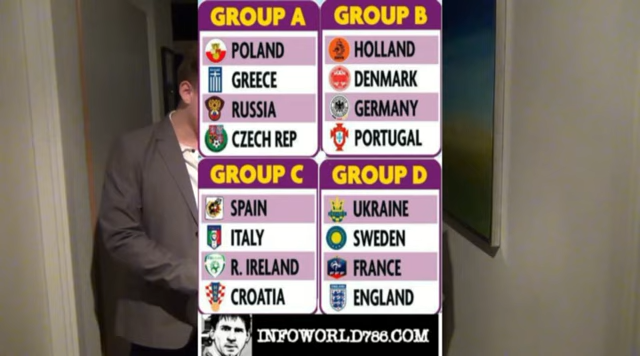 GROUP A
POLAND
GREECE
RUSSIA
CZECH REP
GROUP B
HOLLAND
DENMARK
GERMANY
PORTUGAL
GROUP C
SPAIN
ITALY
R. IRELAND
CROATIA
GROUP D
UKRAINE
SWEDEN
FRANCE
ENGLAND
INFOWORLD786.COM